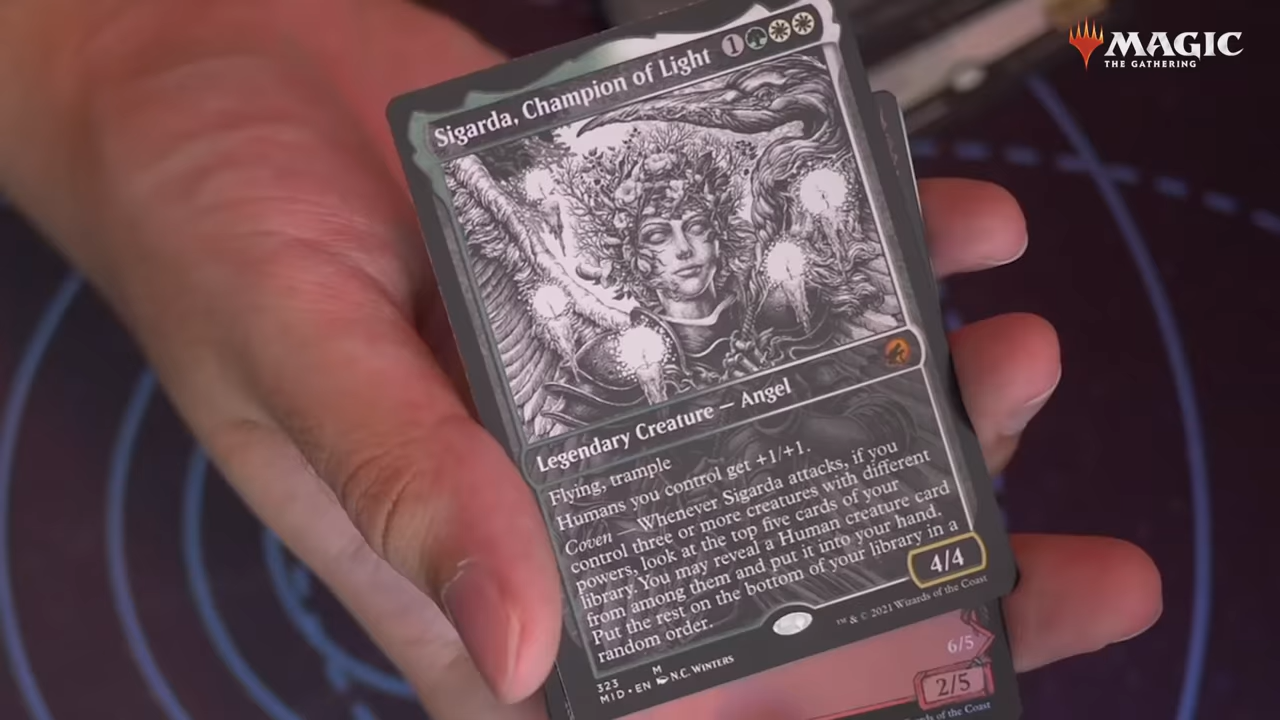 MAGIC
THE GATHERING
Sigarda, Champion of Light 1
Legendary Creature — Angel
Flying, trample
Humans you control get +1/+1.
Coven — Whenever Sigarda attacks, if you
control three or more creatures with different
powers, look at the top five cards of your
library. You may reveal a Human creature card
from among them and put it into your hand.
Put the rest on the bottom of your library in a
random order.
4/4
™ & © 2021 Wizards of the Coast
323 M
MID • EN N.C. WINTERS
6/5
2/5
of the Coast